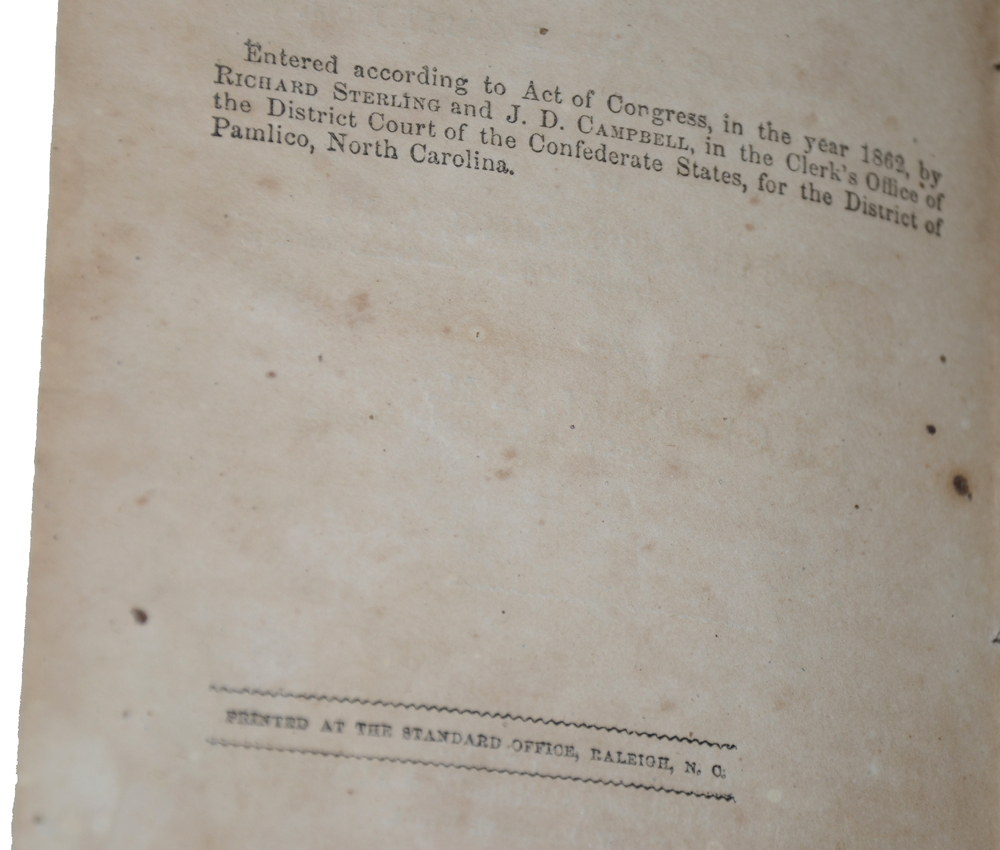 Entered according to Act of Congress, in the year 1862, by
RICHARD STERLING and J. D. CAMPBELL, in the Clerk's Office of
the District Court of the Confederate States, for the District of
Pamlico, North Carolina.
PRINTED AT THE STANDARD OFFICE, RALEIGH, N. C.